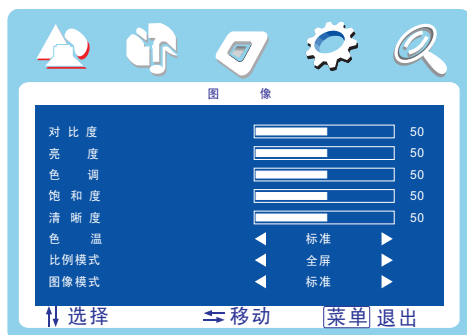 图 像
对 比 度 50
亮 度 50
色 调 50
饱 和 度 50
清 晰 度 50
色 温 标准
比例模式 全屏
图像模式 标准
选择 移动 菜单 退出